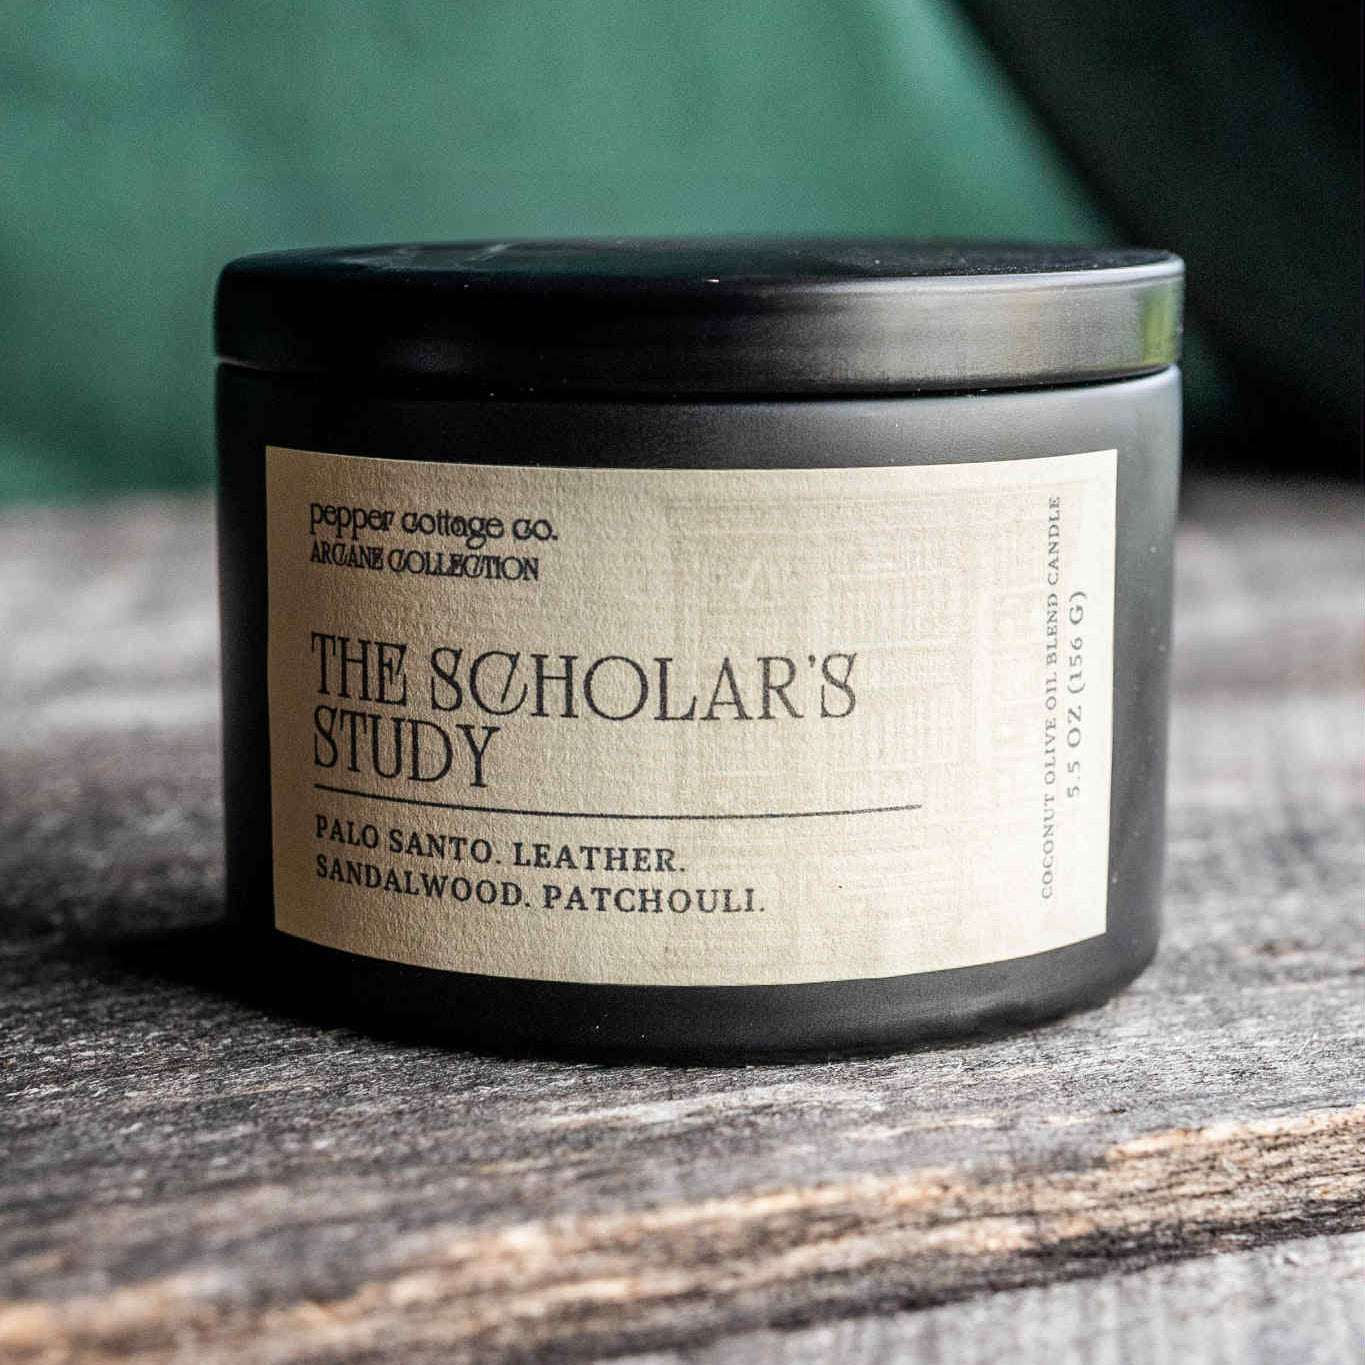 pepper cottage co.
ARCANE COLLECTION
THE SCHOLAR'S
STUDY
PALO SANTO. LEATHER.
SANDALWOOD. PATCHOULI.
COCONUT OLIVE OIL BLEND CANDLE
5.5 OZ (156 G)